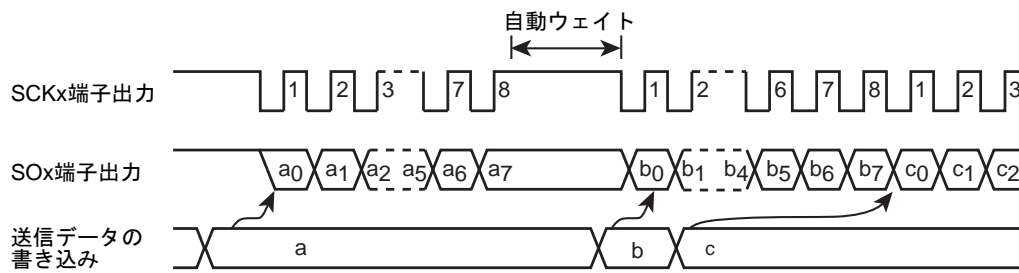 自動ウェイト
SCKx端子出力 1 2 3 7 8 1 2 6 7 8 1 2 3
SOx端子出力 a0 a1 a2 a5 a6 a7 b0 b1 b4 b5 b6 b7 c0 c1 c2
送信データの
書き込み a b c